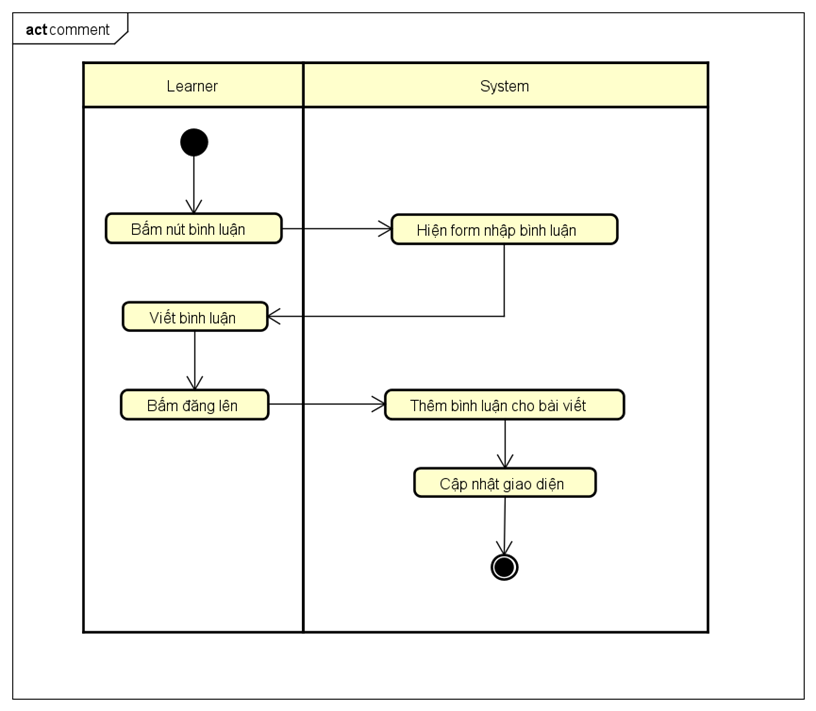 act comment
Learner
System
Bấm nút bình luận
Hiện form nhập bình luận
Viết bình luận
Bấm đăng lên
Thêm bình luận cho bài viết
Cập nhật giao diện